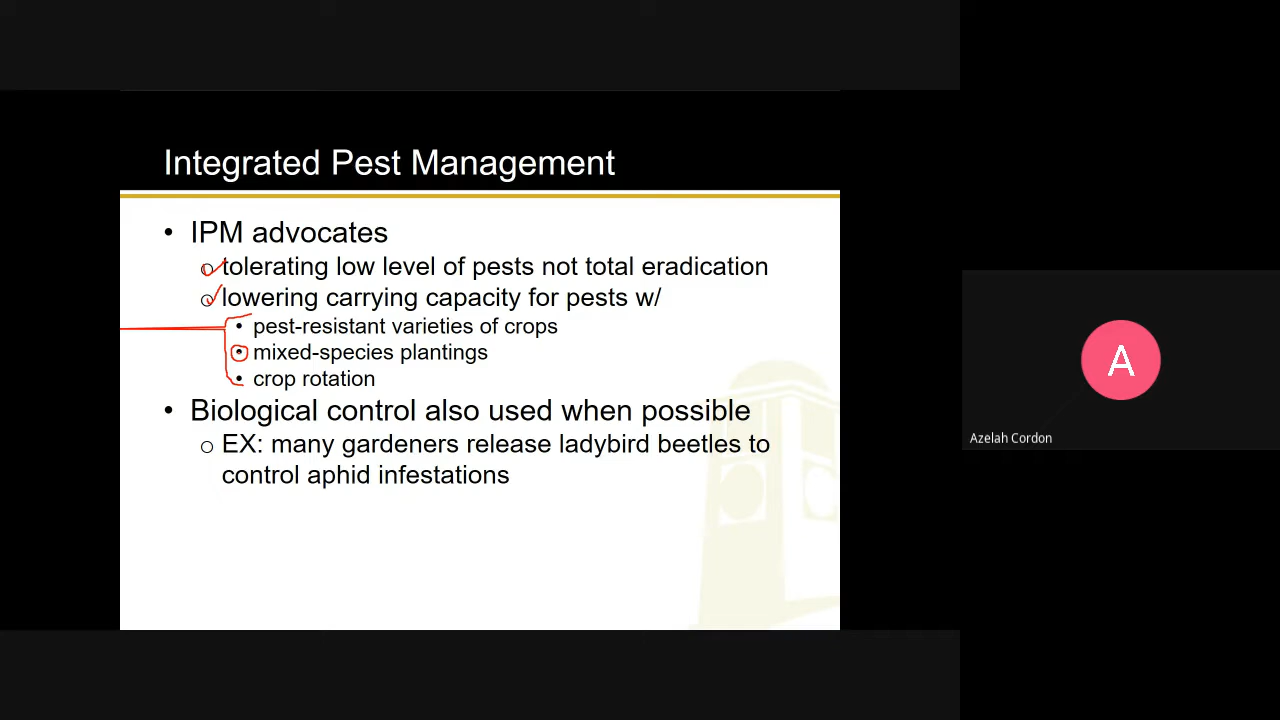 Integrated Pest Management
• IPM advocates
o tolerating low level of pests not total eradication
o lowering carrying capacity for pests w/
• pest-resistant varieties of crops
• mixed-species plantings
• crop rotation
• Biological control also used when possible
o EX: many gardeners release ladybird beetles to
control aphid infestations
A
Azelah Cordon